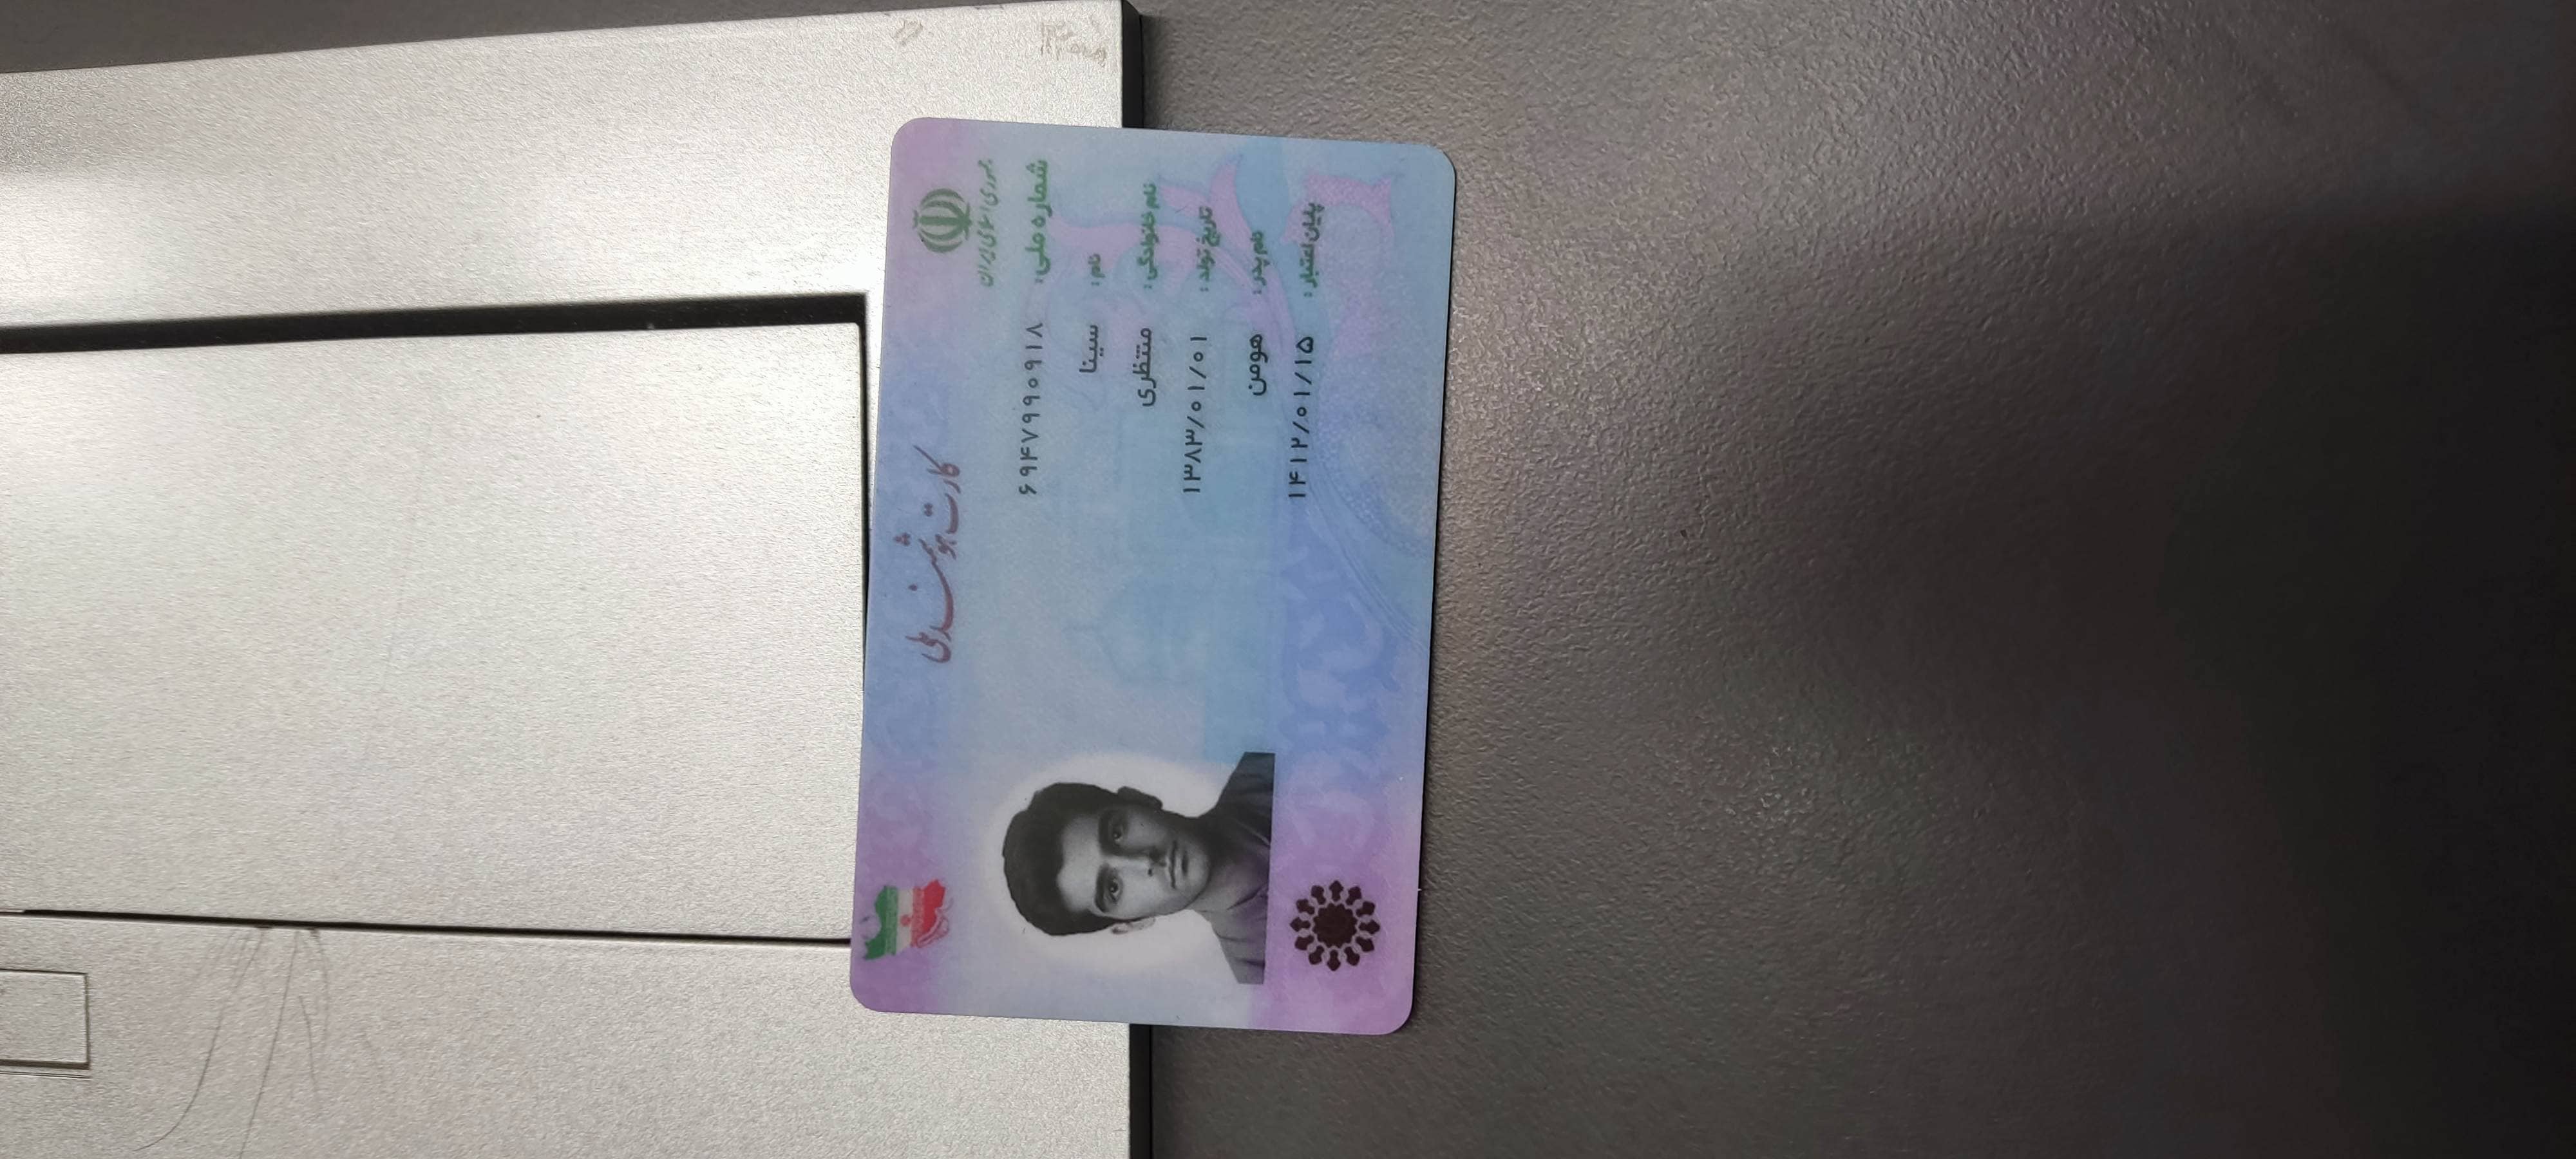 جمهوری اسلامی ایران
کارت هوشمند ملی
شماره ملی: ۶۹۴۷۹۹۰۹۱۸
نام: سینا
نام خانوادگی: منتظری
تاریخ تولد: ۱۳۸۳/۰۱/۰۱
نام پدر: هومن
پایان اعتبار: ۱۴۱۲/۰۱/۱۵